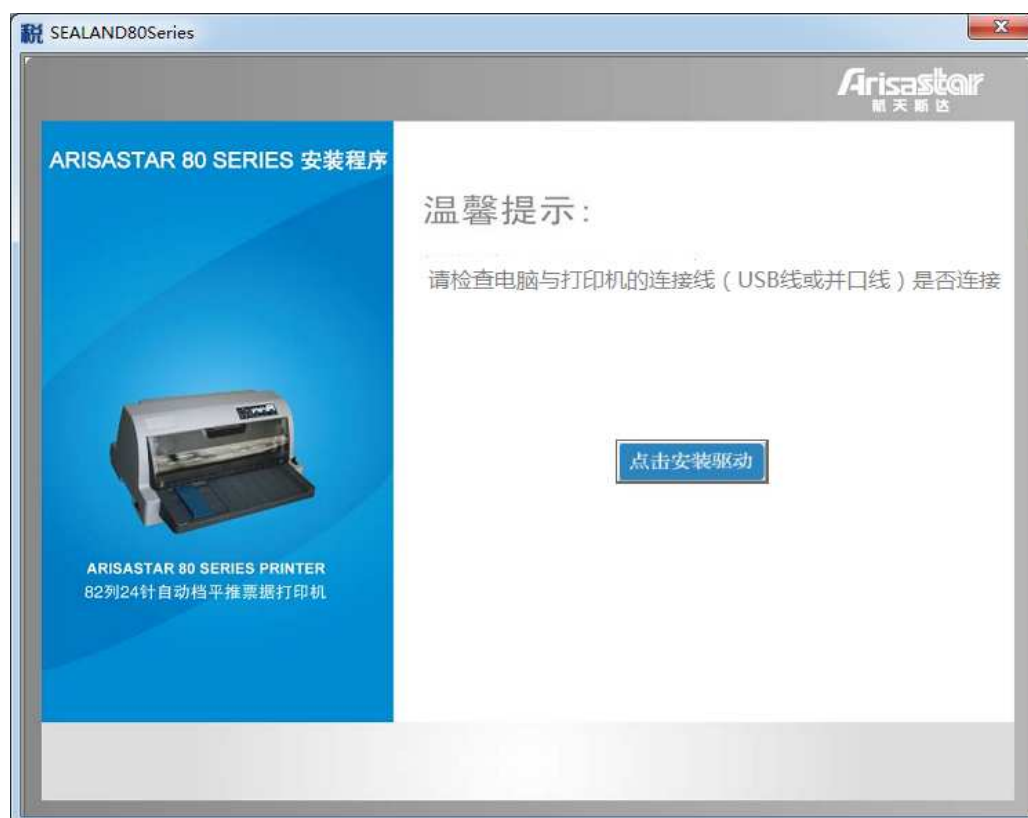 税 SEALAND80Series
Arisastar
航天斯达
ARISASTAR 80 SERIES 安装程序
温馨提示:
请检查电脑与打印机的连接线（USB线或并口线）是否连接
点击安装驱动
ARISASTAR 80 SERIES PRINTER
82列24针自动档平推票据打印机